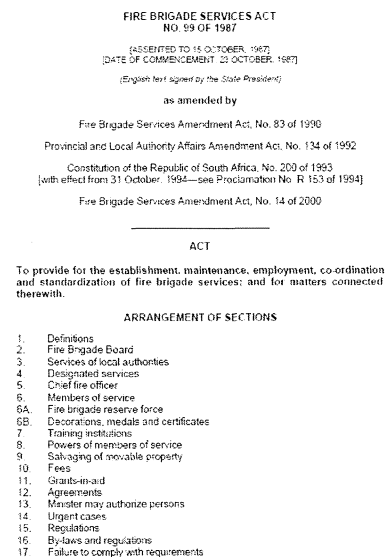 FIRE BRIGADE SERVICES ACT
NO. 99 OF 1987
[ASSENTED TO 15 OCTOBER, 1987]
[DATE OF COMMENCEMENT: 23 OCTOBER, 1987]
(English text signed by the State President)
as amended by
Fire Brigade Services Amendment Act, No. 83 of 1990
Provincial and Local Authority Affairs Amendment Act, No. 134 of 1992
Constitution of the Republic of South Africa, No. 200 of 1993
[with effect from 31 October, 1994—see Proclamation No. R 153 of 1994]
Fire Brigade Services Amendment Act, No. 14 of 2000
ACT
To provide for the establishment, maintenance, employment, co-ordination
and standardization of fire brigade services; and for matters connected
therewith.
ARRANGEMENT OF SECTIONS
1. Definitions
2. Fire Brigade Board
3. Services of local authorities
4. Designated services
5. Chief fire officer
6. Members of service
6A. Fire brigade reserve force
6B. Decorations, medals and certificates
7. Training institutions
8. Powers of members of service
9. Salvaging of movable property
10. Fees
11. Grants-in-aid
12. Agreements
13. Minister may authorize persons
14. Urgent cases
15. Regulations
16. By-laws and regulations
17. Failure to comply with requirements